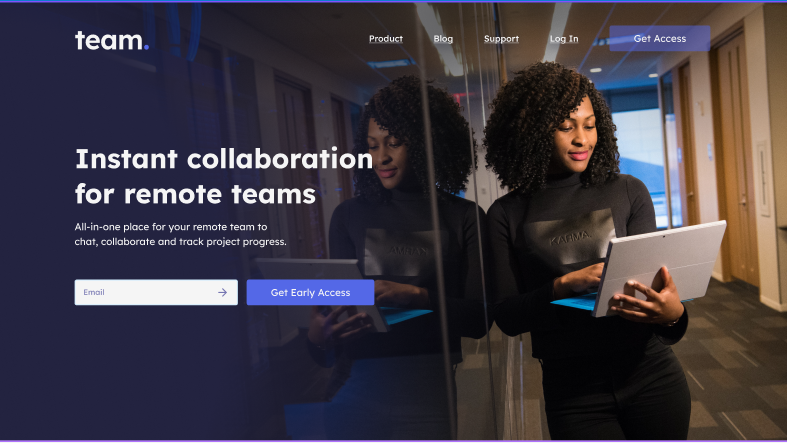 team.
Product Blog Support Log In Get Access
Instant collaboration
for remote teams
All-in-one place for your remote team to
chat, collaborate and track project progress.
Email
Get Early Access
KARMA